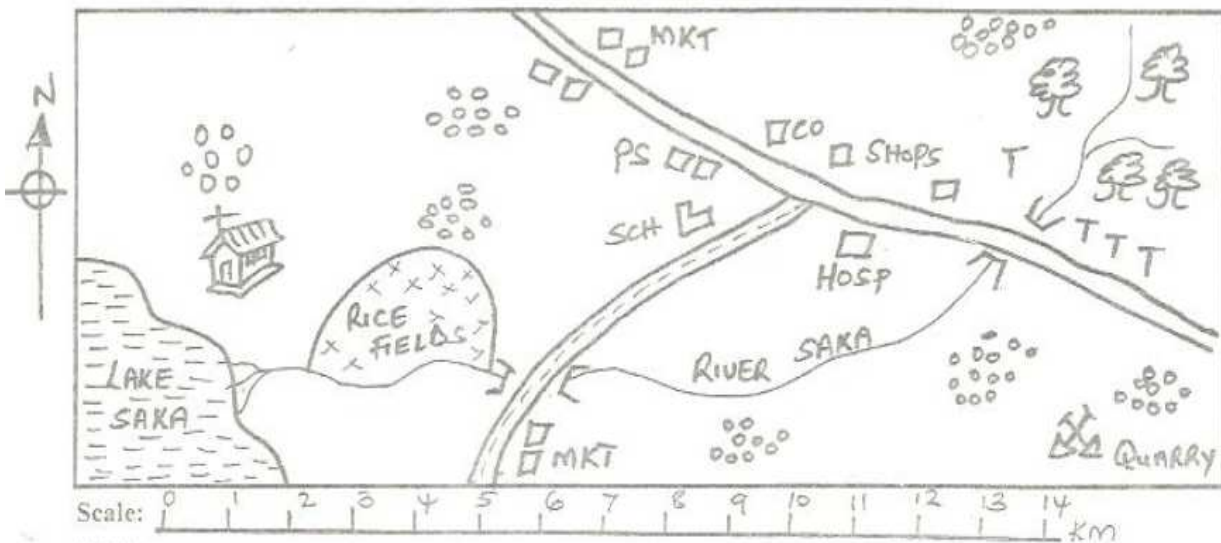 N
MKT
CO
SHOPS
PS
SCH
HOSP
T
T T T
RICE
FIELDS
RIVER SAKA
LAKE
SAKA
MKT
QUARRY
Scale: 0 1 2 3 4 5 6 7 8 9 10 11 12 13 14 KM